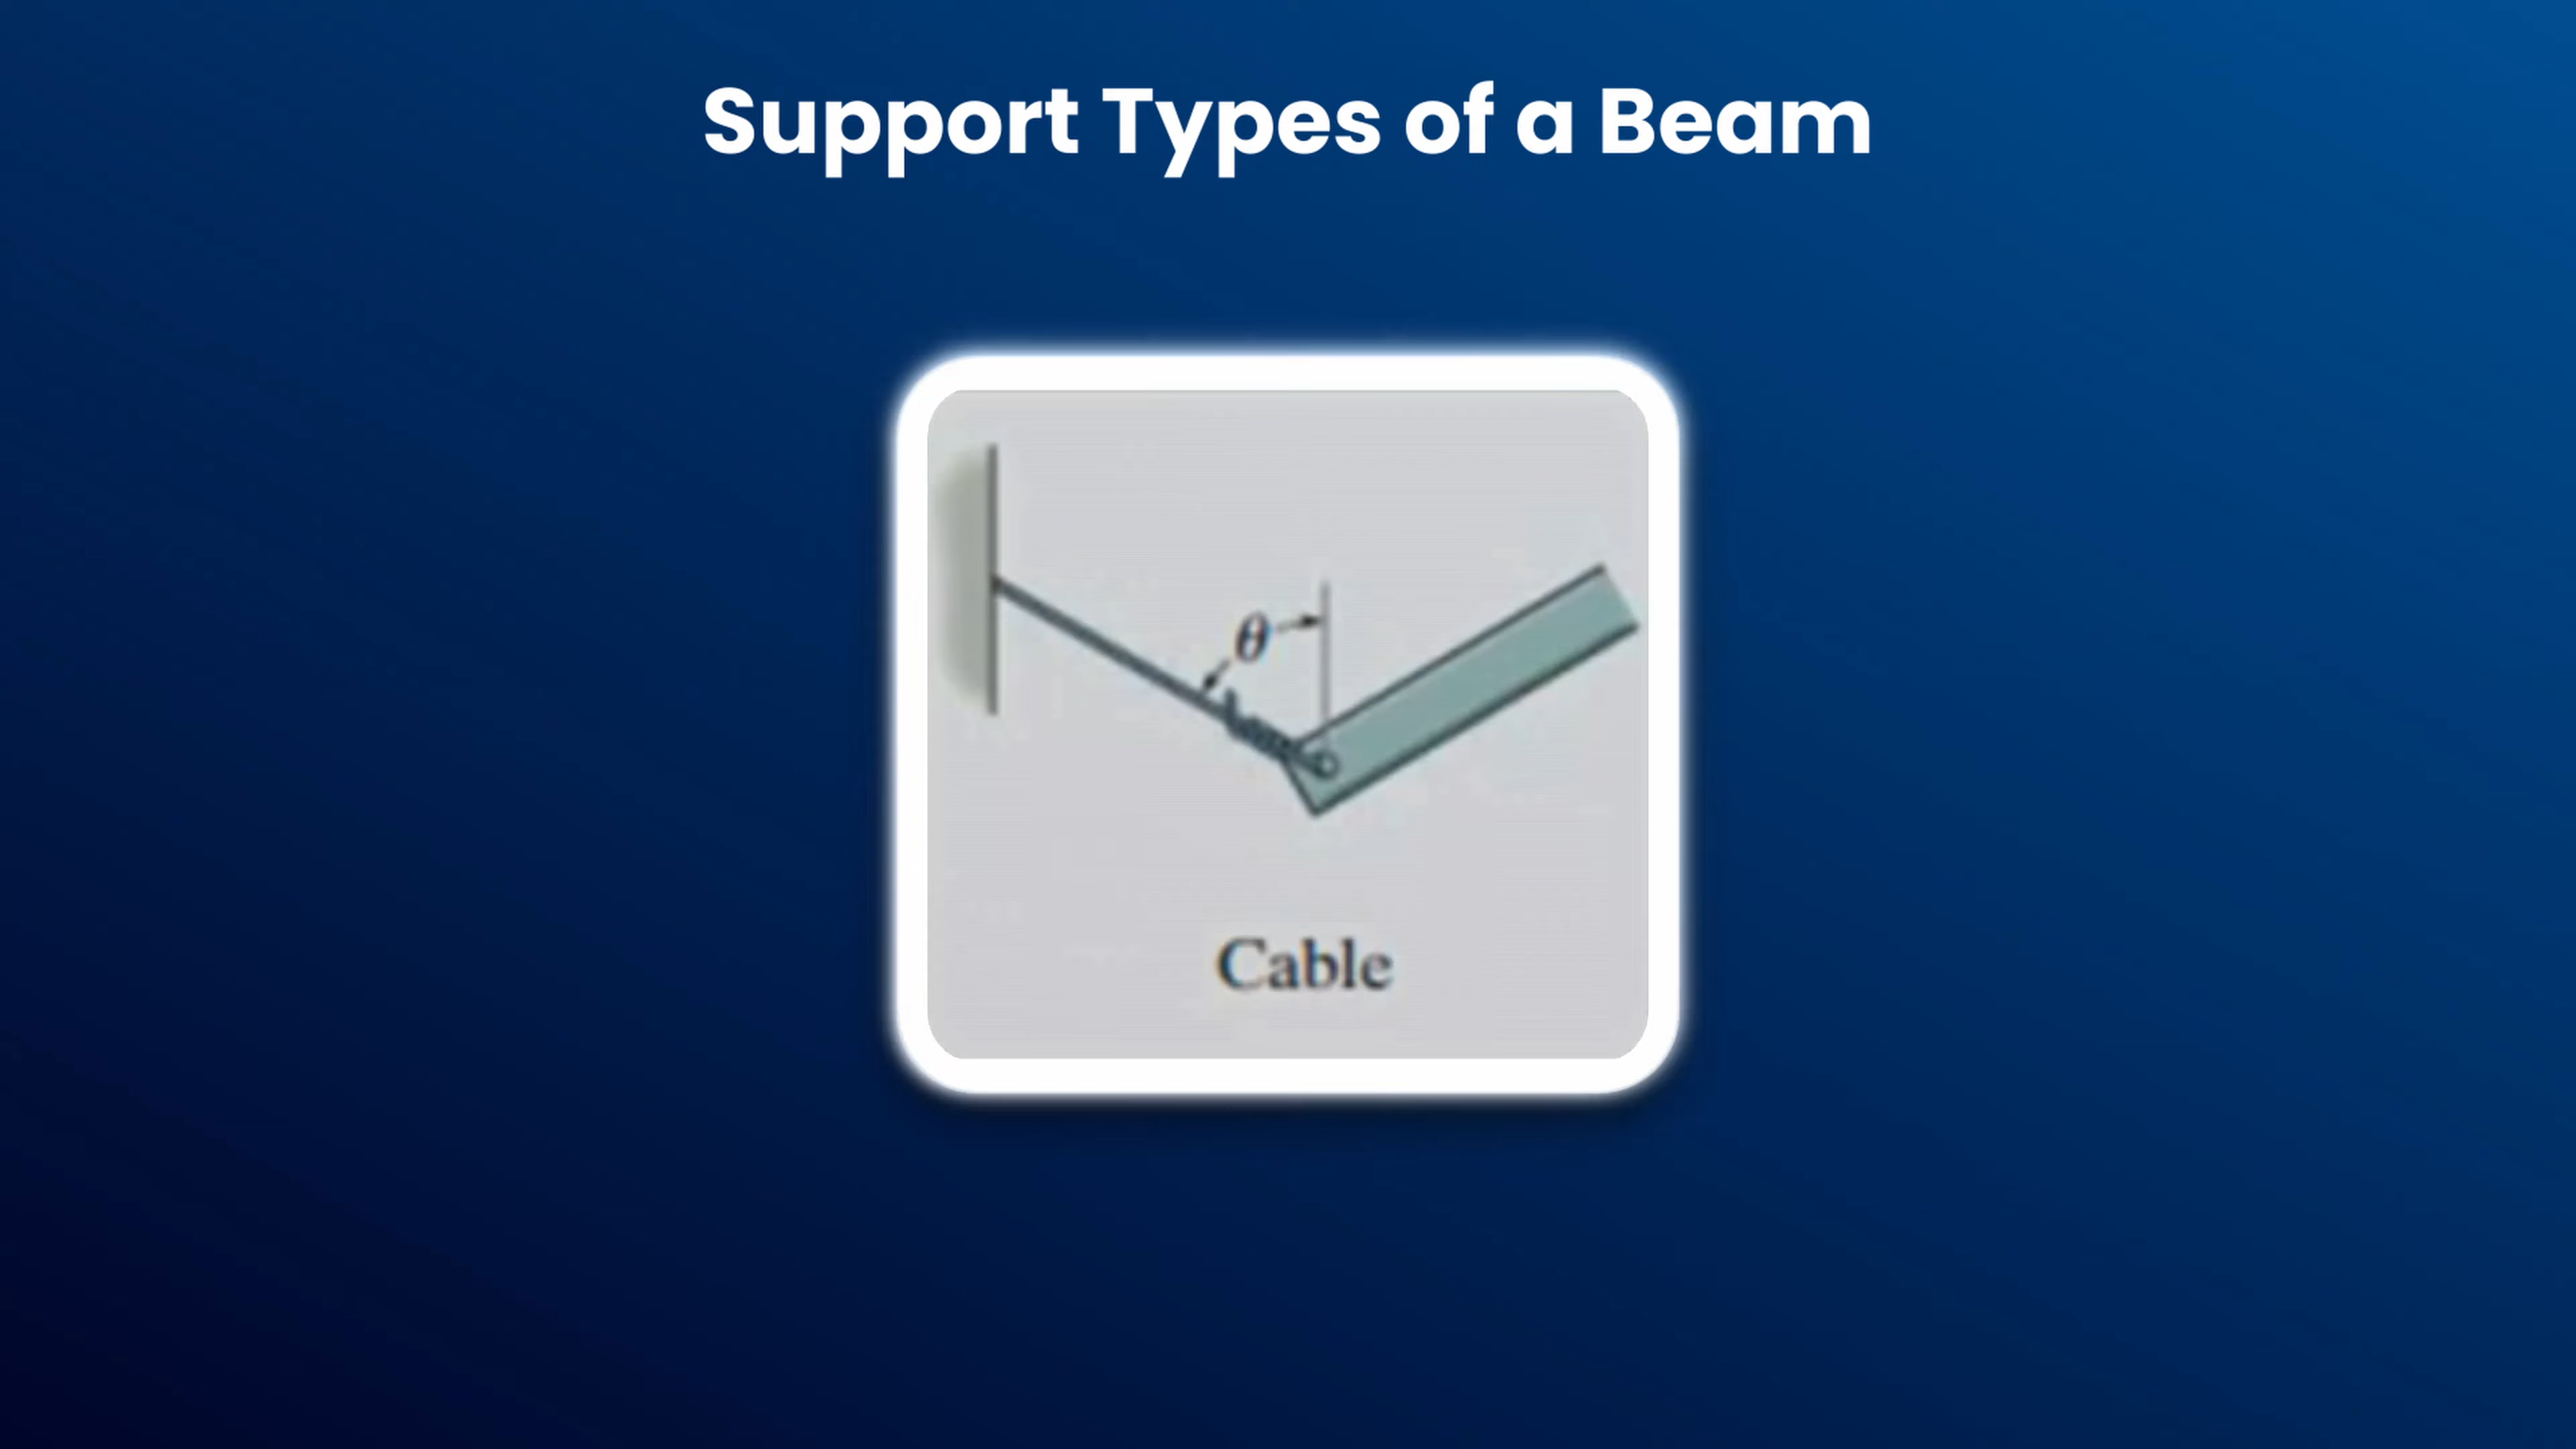 Support Types of a Beam
θ
Cable